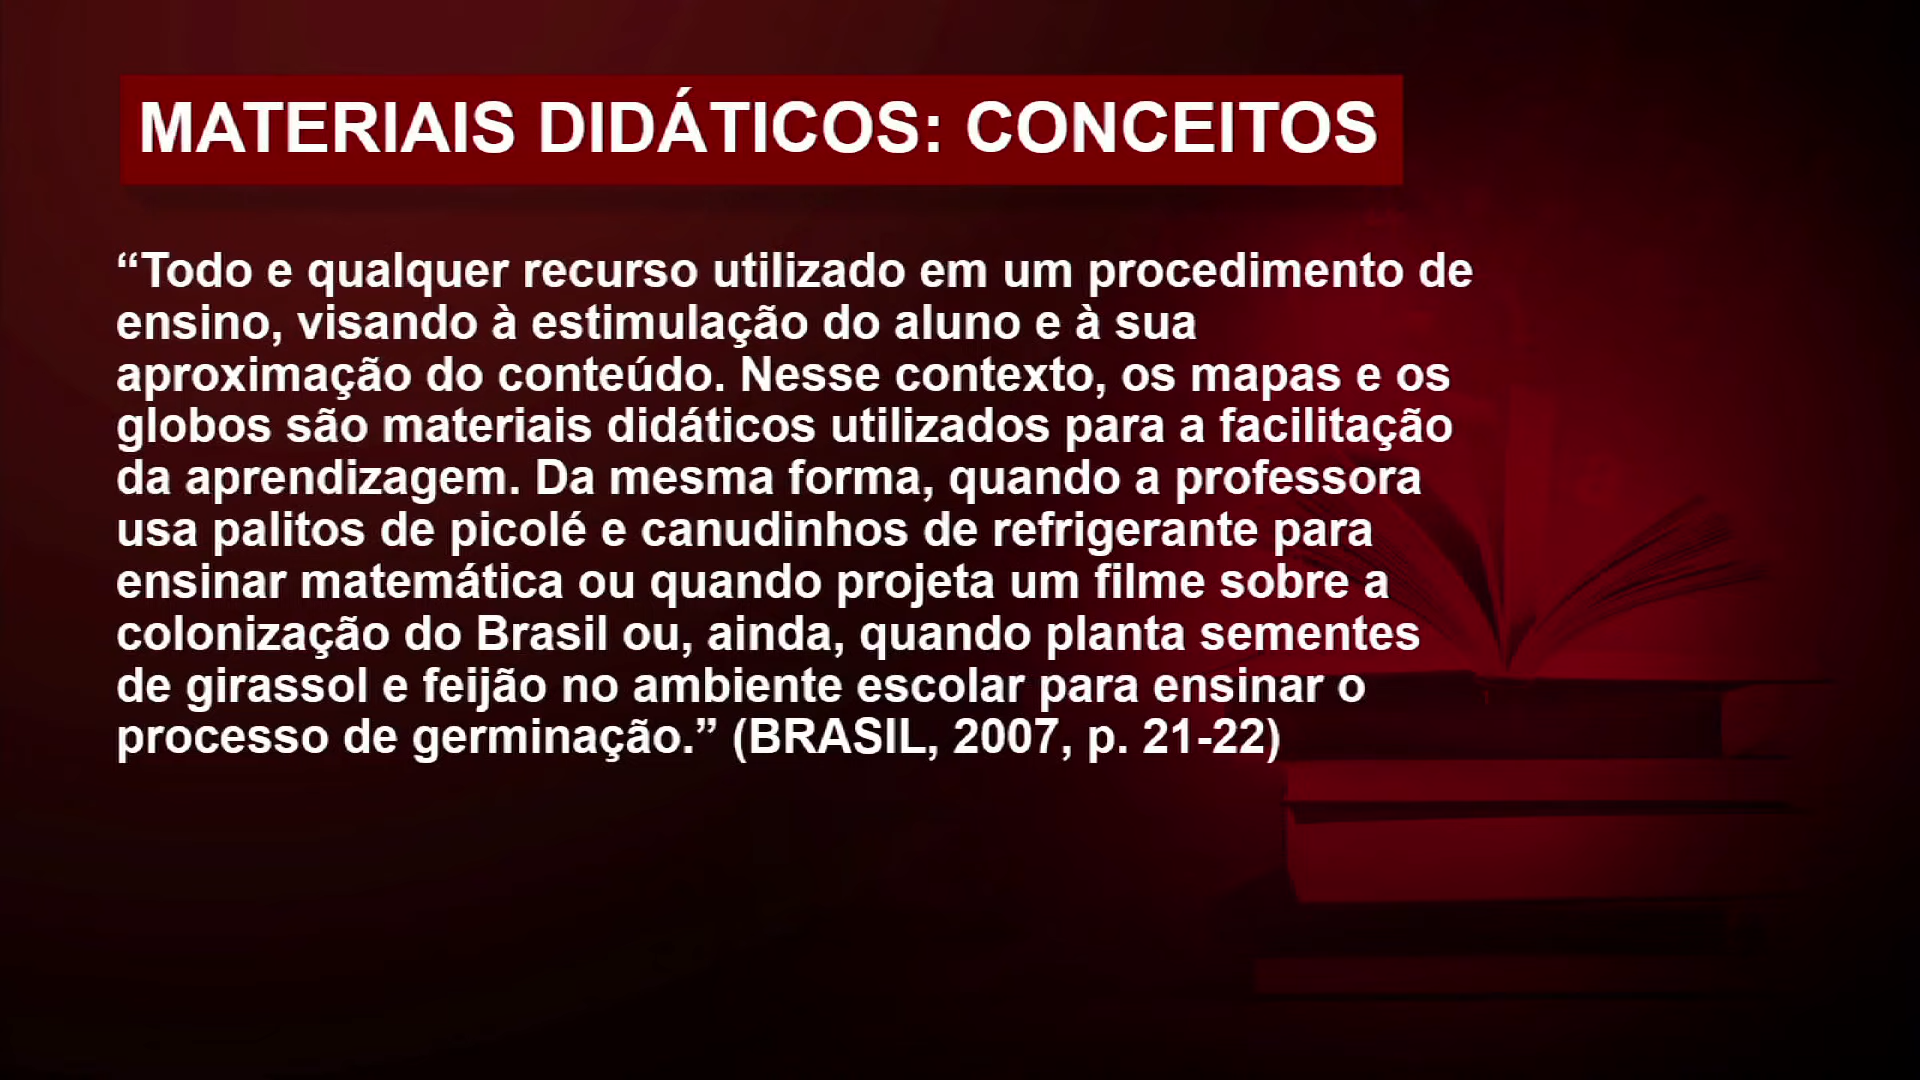 MATERIAIS DIDÁTICOS: CONCEITOS
“Todo e qualquer recurso utilizado em um procedimento de
ensino, visando à estimulação do aluno e à sua
aproximação do conteúdo. Nesse contexto, os mapas e os
globos são materiais didáticos utilizados para a facilitação
da aprendizagem. Da mesma forma, quando a professora
usa palitos de picolé e canudinhos de refrigerante para
ensinar matemática ou quando projeta um filme sobre a
colonização do Brasil ou, ainda, quando planta sementes
de girassol e feijão no ambiente escolar para ensinar o
processo de germinação.” (BRASIL, 2007, p. 21-22)